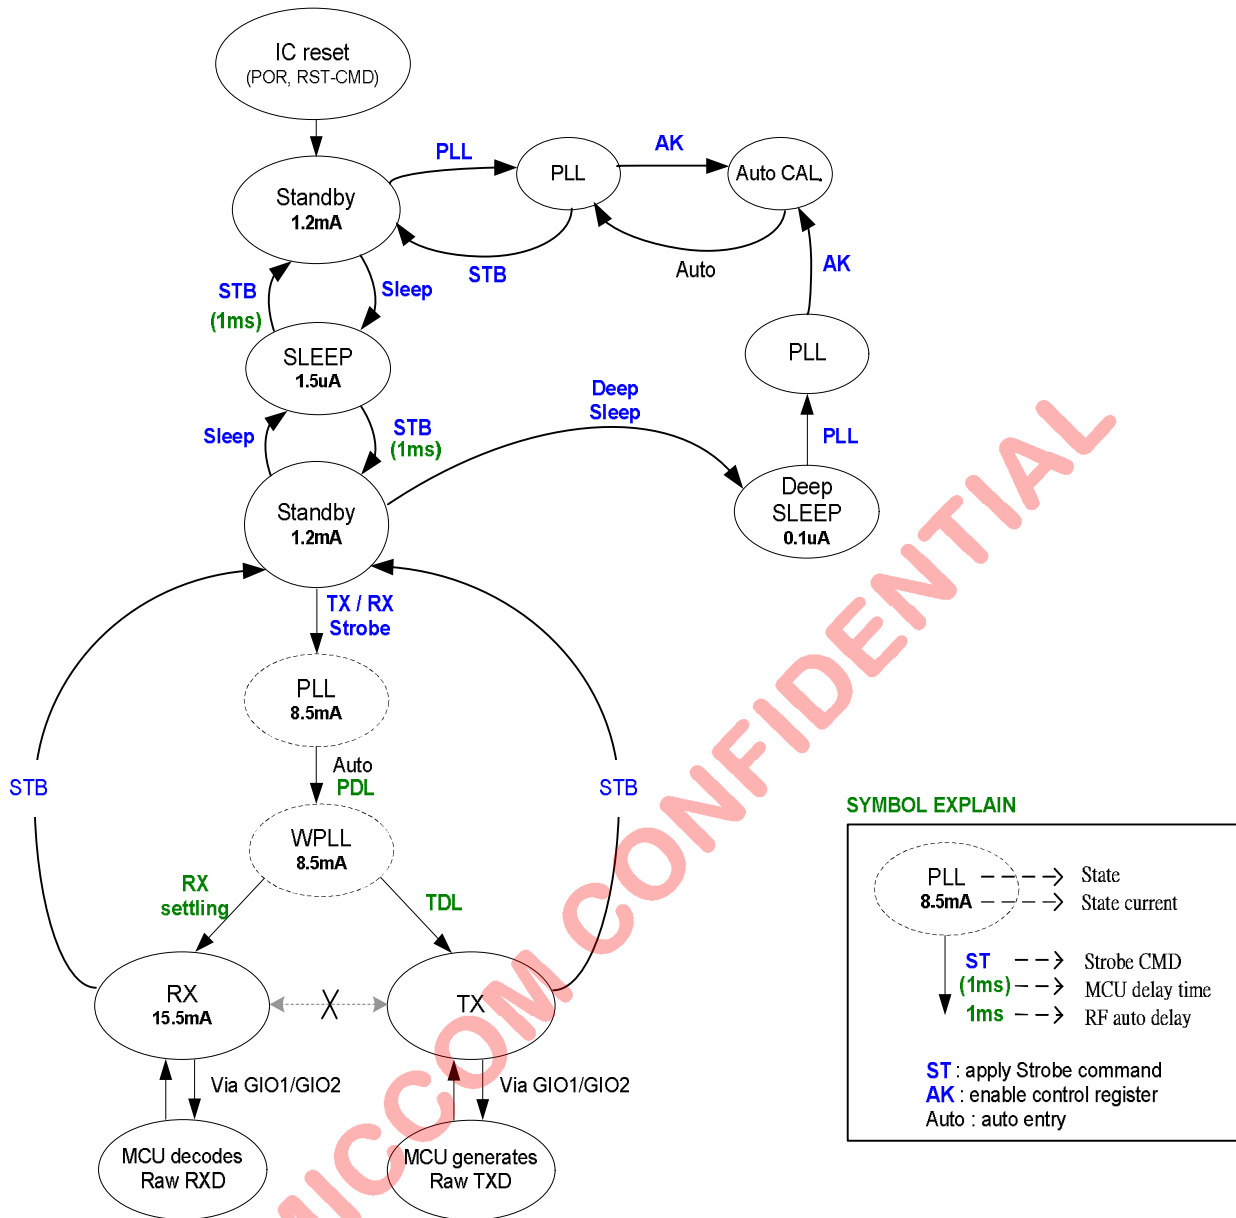 IC reset
(POR, RST-CMD)
PLL
AK
Standby
1.2mA
PLL
Auto CAL.
STB
Auto
AK
STB
(1ms)
Sleep
SLEEP
1.5uA
PLL
Deep
Sleep
Sleep
STB
(1ms)
PLL
Standby
1.2mA
Deep
SLEEP
0.1uA
TX / RX
Strobe
PLL
8.5mA
Auto
PDL
STB
STB
WPLL
8.5mA
RX
settling
TDL
RX
15.5mA
X
TX
Via GIO1/GIO2
Via GIO1/GIO2
MCU decodes
Raw RXD
MCU generates
Raw TXD
SYMBOL EXPLAIN
PLL
State
8.5mA
State current
ST
Strobe CMD
(1ms)
MCU delay time
1ms
RF auto delay
ST : apply Strobe command
AK : enable control register
Auto : auto entry
MICCOM CONFIDENTIAL